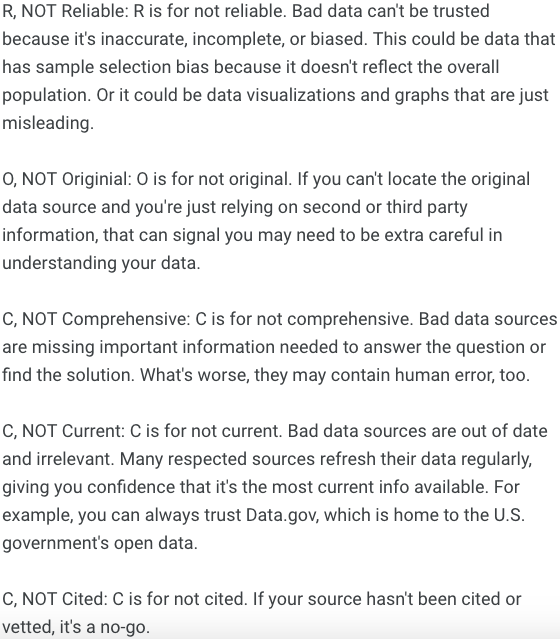 R, NOT Reliable: R is for not reliable. Bad data can't be trusted
because it's inaccurate, incomplete, or biased. This could be data that
has sample selection bias because it doesn't reflect the overall
population. Or it could be data visualizations and graphs that are just
misleading.
O, NOT Originial: O is for not original. If you can't locate the original
data source and you're just relying on second or third party
information, that can signal you may need to be extra careful in
understanding your data.
C, NOT Comprehensive: C is for not comprehensive. Bad data sources
are missing important information needed to answer the question or
find the solution. What's worse, they may contain human error, too.
C, NOT Current: C is for not current. Bad data sources are out of date
and irrelevant. Many respected sources refresh their data regularly,
giving you confidence that it's the most current info available. For
example, you can always trust Data.gov, which is home to the U.S.
government's open data.
C, NOT Cited: C is for not cited. If your source hasn't been cited or
vetted, it's a no-go.